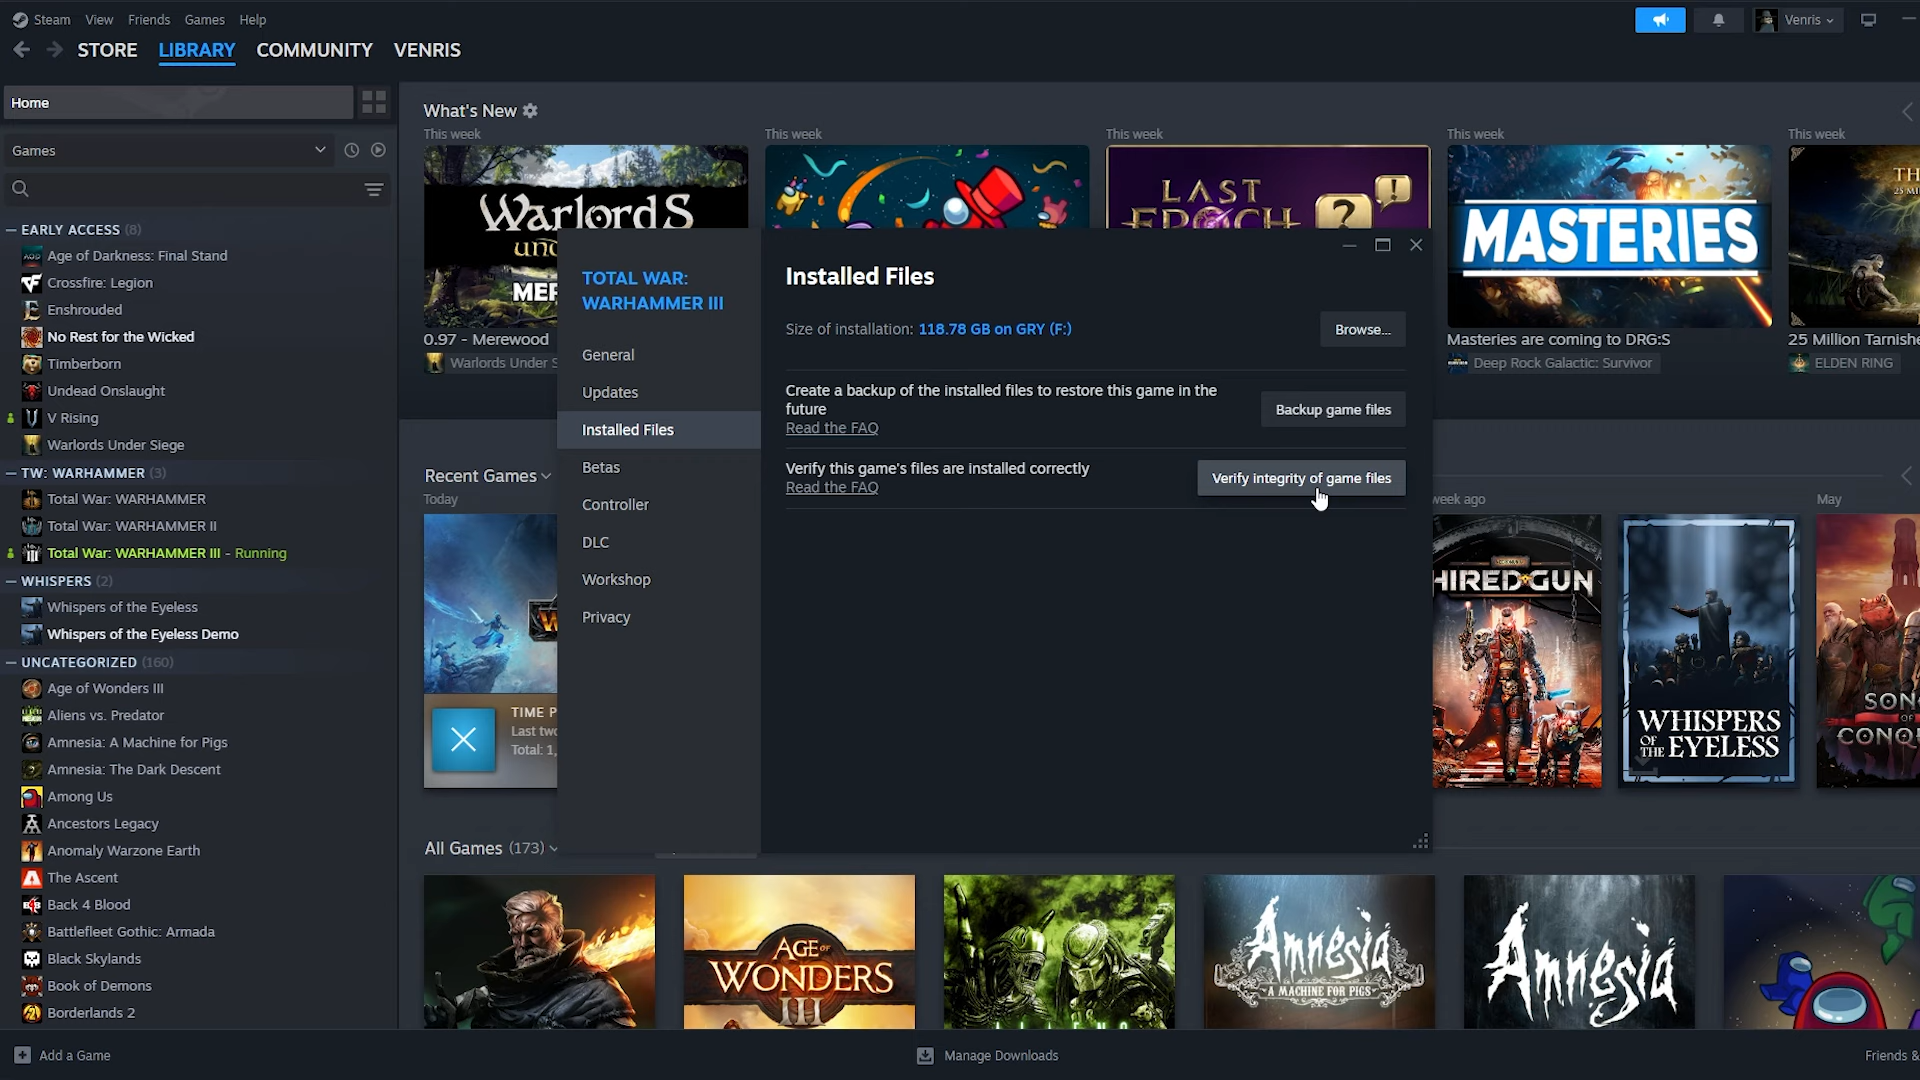 Steam View Friends Games Help
Venris
STORE LIBRARY COMMUNITY VENRIS
Home
Games
EARLY ACCESS (8)
Age of Darkness: Final Stand
Crossfire: Legion
Enshrouded
No Rest for the Wicked
Timberborn
Undead Onslaught
V Rising
Warlords Under Siege
TW: WARHAMMER (3)
Total War: WARHAMMER
Total War: WARHAMMER II
Total War: WARHAMMER III - Running
WHISPERS (2)
Whispers of the Eyeless
Whispers of the Eyeless Demo
UNCATEGORIZED (160)
Age of Wonders III
Aliens vs. Predator
Amnesia: A Machine for Pigs
Amnesia: The Dark Descent
Among Us
Ancestors Legacy
Anomaly Warzone Earth
The Ascent
Back 4 Blood
Battlefleet Gothic: Armada
Black Skylands
Book of Demons
Borderlands 2
What's New
This week
This week
This week
This week
This week
WarlordS
LAST
EPOCH
MASTERIES
0.97 - Merewood
Warlords Under S
Masteries are coming to DRG:S
Deep Rock Galactic: Survivor
25 Million Tarnishe
ELDEN RING
TOTAL WAR:
WARHAMMER III
General
Updates
Installed Files
Betas
Controller
DLC
Workshop
Privacy
Installed Files
Size of installation: 118.78 GB on GRY (F:)
Browse...
Create a backup of the installed files to restore this game in the
future
Read the FAQ
Backup game files
Verify this game's files are installed correctly
Read the FAQ
Verify integrity of game files
Recent Games
Today
week ago
May
TIME P
Last two
Total: 1,
HIRED GUN
WHISPERS
OF THE EYELESS
SON
CONQU
All Games (173)
AGE OF
WONDERS
III
Amnesia
A MACHINE FOR PIGS
Amnesia
Add a Game
Manage Downloads
Friends &